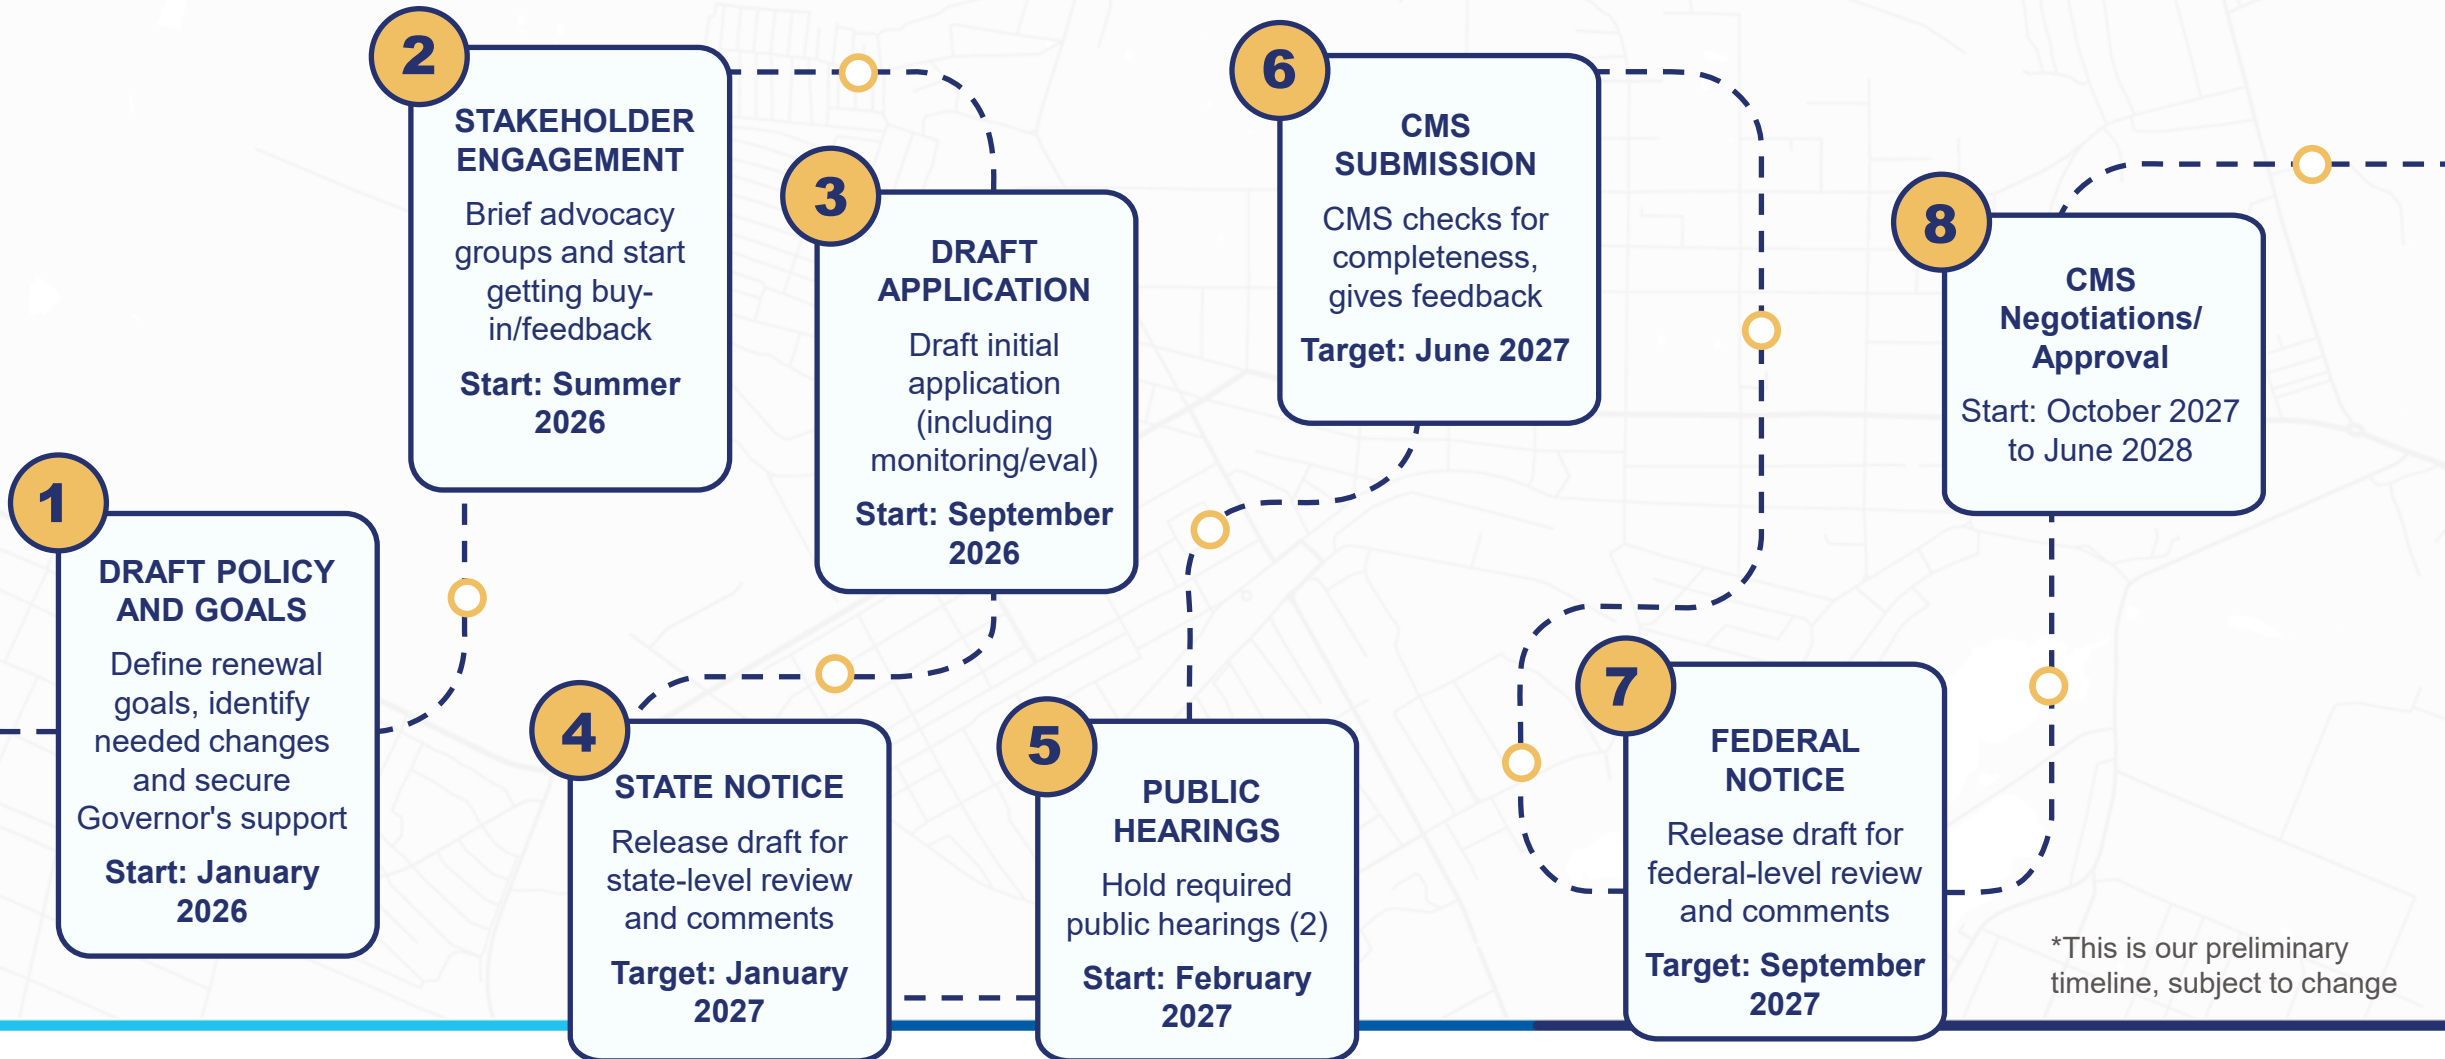 1
DRAFT POLICY
AND GOALS
Define renewal
goals, identify
needed changes
and secure
Governor's support
Start: January
2026
2
STAKEHOLDER
ENGAGEMENT
Brief advocacy
groups and start
getting buy-
in/feedback
Start: Summer
2026
3
DRAFT
APPLICATION
Draft initial
application
(including
monitoring/eval)
Start: September
2026
4
STATE NOTICE
Release draft for
state-level review
and comments
Target: January
2027
5
PUBLIC
HEARINGS
Hold required
public hearings (2)
Start: February
2027
6
CMS
SUBMISSION
CMS checks for
completeness,
gives feedback
Target: June 2027
7
FEDERAL
NOTICE
Release draft for
federal-level review
and comments
Target: September
2027
8
CMS
Negotiations/
Approval
Start: October 2027
to June 2028
*This is our preliminary
timeline, subject to change